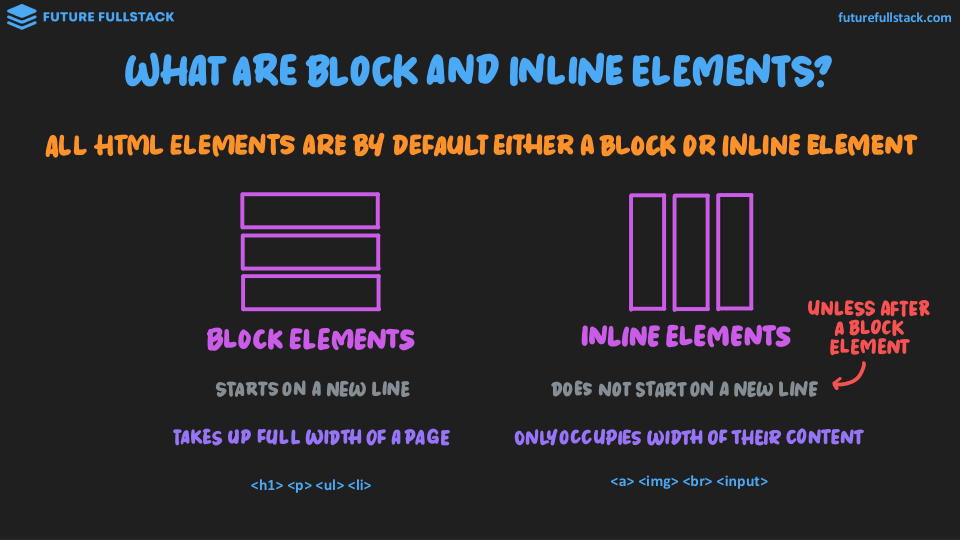 FUTURE FULLSTACK
futurefullstack.com
WHAT ARE BLOCK AND INLINE ELEMENTS?
ALL HTML ELEMENTS ARE BY DEFAULT EITHER A BLOCK OR INLINE ELEMENT
BLOCK ELEMENTS
STARTS ON A NEW LINE
TAKES UP FULL WIDTH OF A PAGE
<h1> <p> <ul> <li>
INLINE ELEMENTS
UNLESS AFTER
A BLOCK
ELEMENT
DOES NOT START ON A NEW LINE
ONLY OCCUPIES WIDTH OF THEIR CONTENT
<a> <img> <br> <input>